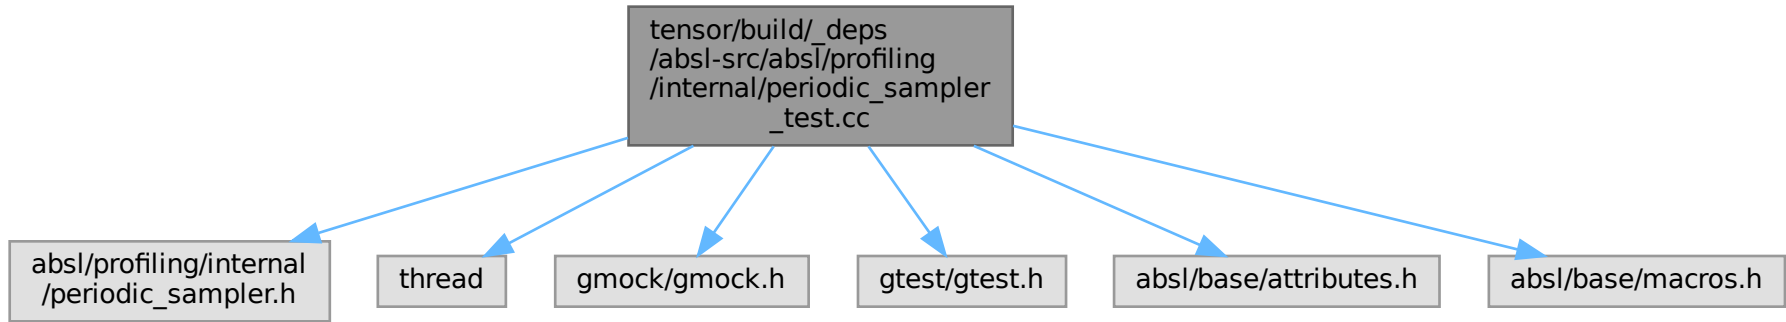 tensor/build/_deps
/absl-src/absl/profiling
/internal/periodic_sampler
_test.cc
absl/profiling/internal
/periodic_sampler.h
thread
gmock/gmock.h
gtest/gtest.h
absl/base/attributes.h
absl/base/macros.h